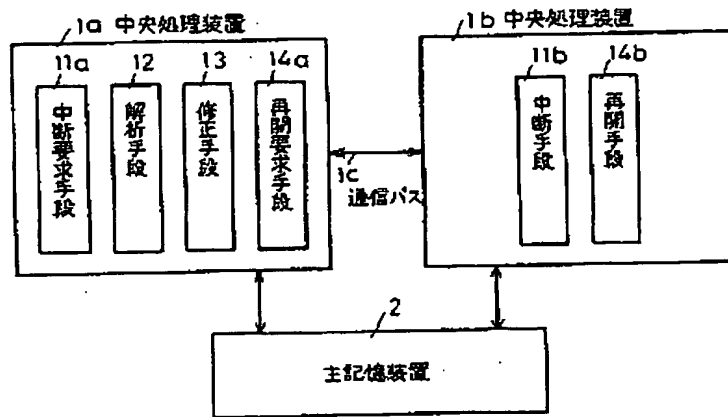 1a 中央処理装置
11a
12
13
14a
中断要求手段
解析手段
修正手段
再開要求手段
1c
通信パス
1b 中央処理装置
11b
14b
中断手段
再開手段
2
主記憶装置